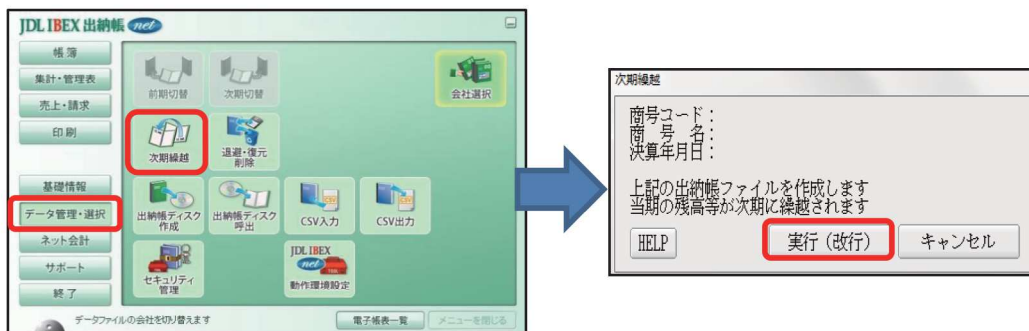 JDL IBEX 出納帳 net
帳 簿
集計・管理表
売上・請求
印 刷
基礎情報
データ管理・選択
ネット会計
サポート
終 了
前期切替
次期切替
会社選択
次期繰越
退避・復元
削除
出納帳ディスク
作成
出納帳ディスク
呼出
CSV入力
CSV出力
セキュリティ
管理
JDL IBEX
net
動作環境設定
データファイルの会社を切り替えます
電子帳表一覧
メニューを閉じる
次期繰越
商号コード：
商 号 名：
決算年月日：
上記の出納帳ファイルを作成します
当期の残高等が次期に繰越されます
HELP
実行（改行）
キャンセル